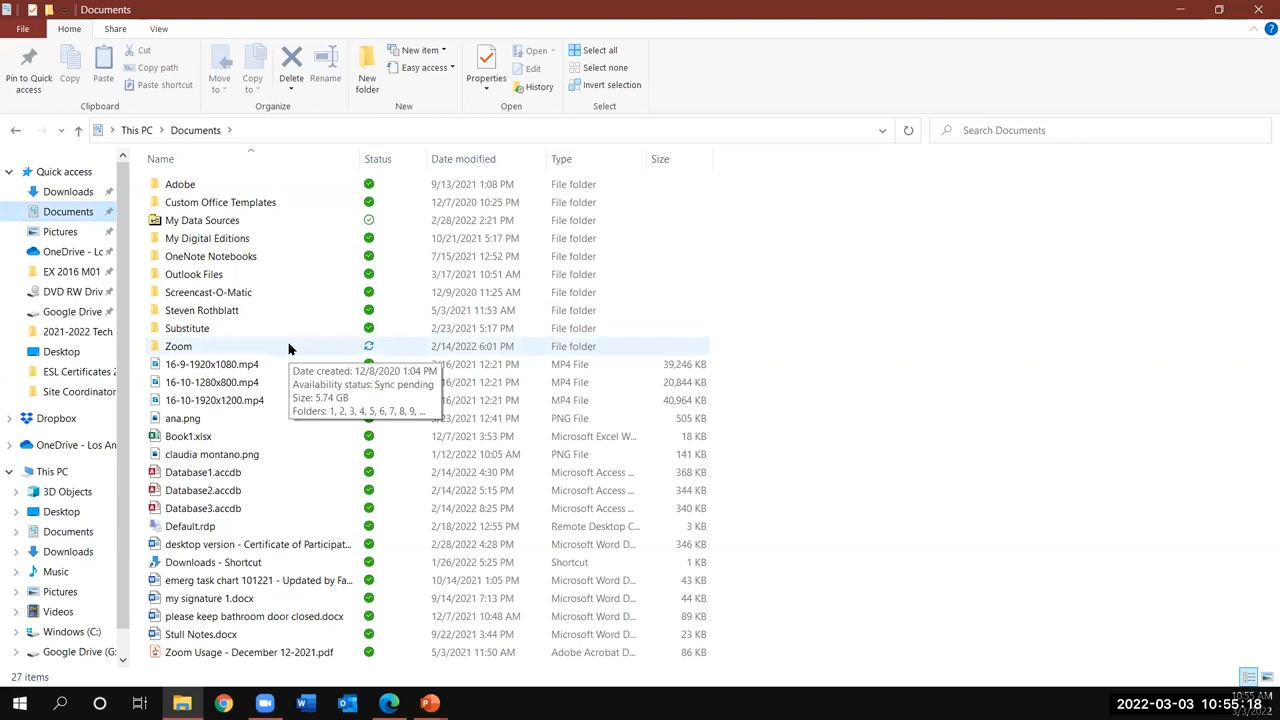 Documents
File Home Share View
Pin to Quick access
Copy
Paste
Cut
Copy path
Paste shortcut
Clipboard
Move to
Copy to
Delete
Rename
Organize
New folder
New item
Easy access
New
Properties
Open
Edit
History
Open
Select all
Select none
Invert selection
Select
This PC > Documents >
Search Documents
Quick access
Downloads
Documents
Pictures
OneDrive - Lo
EX 2016 M01
DVD RW Driv
Google Drive
2021-2022 Tech
Desktop
ESL Certificates 2
Site Coordinator
Dropbox
OneDrive - Los An
This PC
3D Objects
Desktop
Documents
Downloads
Music
Pictures
Videos
Windows (C:)
Google Drive (G:
Name Status Date modified Type Size
Adobe 9/13/2021 1:08 PM File folder
Custom Office Templates 12/7/2020 10:25 PM File folder
My Data Sources 2/28/2022 2:21 PM File folder
My Digital Editions 10/21/2021 5:17 PM File folder
OneNote Notebooks 7/15/2021 12:52 PM File folder
Outlook Files 3/17/2021 10:51 AM File folder
Screencast-O-Matic 12/9/2020 11:25 AM File folder
Steven Rothblatt 5/3/2021 11:53 AM File folder
Substitute 2/23/2021 5:17 PM File folder
Zoom 2/14/2022 6:01 PM File folder
16-9-1920x1080.mp4 /16/2021 12:21 PM MP4 File 39,246 KB
16-10-1280x800.mp4 /16/2021 12:21 PM MP4 File 20,844 KB
16-10-1920x1200.mp4 /16/2021 12:21 PM MP4 File 40,964 KB
ana.png /23/2021 12:41 PM PNG File 505 KB
Book1.xlsx 12/7/2021 3:53 PM Microsoft Excel W... 18 KB
claudia montano.png 1/12/2022 10:05 AM PNG File 141 KB
Database1.accdb 2/14/2022 4:30 PM Microsoft Access ... 368 KB
Database2.accdb 2/14/2022 5:15 PM Microsoft Access ... 344 KB
Database3.accdb 2/14/2022 8:25 PM Microsoft Access ... 340 KB
Default.rdp 2/18/2022 12:55 PM Remote Desktop C... 3 KB
desktop version - Certificate of Participat... 2/28/2022 4:28 PM Microsoft Word D... 346 KB
Downloads - Shortcut 1/26/2022 5:25 PM Shortcut 1 KB
emerg task chart 101221 - Updated by Fa... 10/14/2021 1:05 PM Microsoft Word D... 43 KB
my signature 1.docx 9/14/2021 7:13 PM Microsoft Word D... 44 KB
please keep bathroom door closed.docx 12/7/2021 10:48 AM Microsoft Word D... 89 KB
Stull Notes.docx 9/22/2021 3:44 PM Microsoft Word D... 23 KB
Zoom Usage - December 12-2021.pdf 5/3/2021 11:50 AM Adobe Acrobat D... 86 KB
Date created: 12/8/2020 1:04 PM
Availability status: Sync pending
Size: 5.74 GB
Folders: 1, 2, 3, 4, 5, 6, 7, 8, 9, ...
27 items
10:55 AM
2022-03-03 10:55:18
3/3/2022